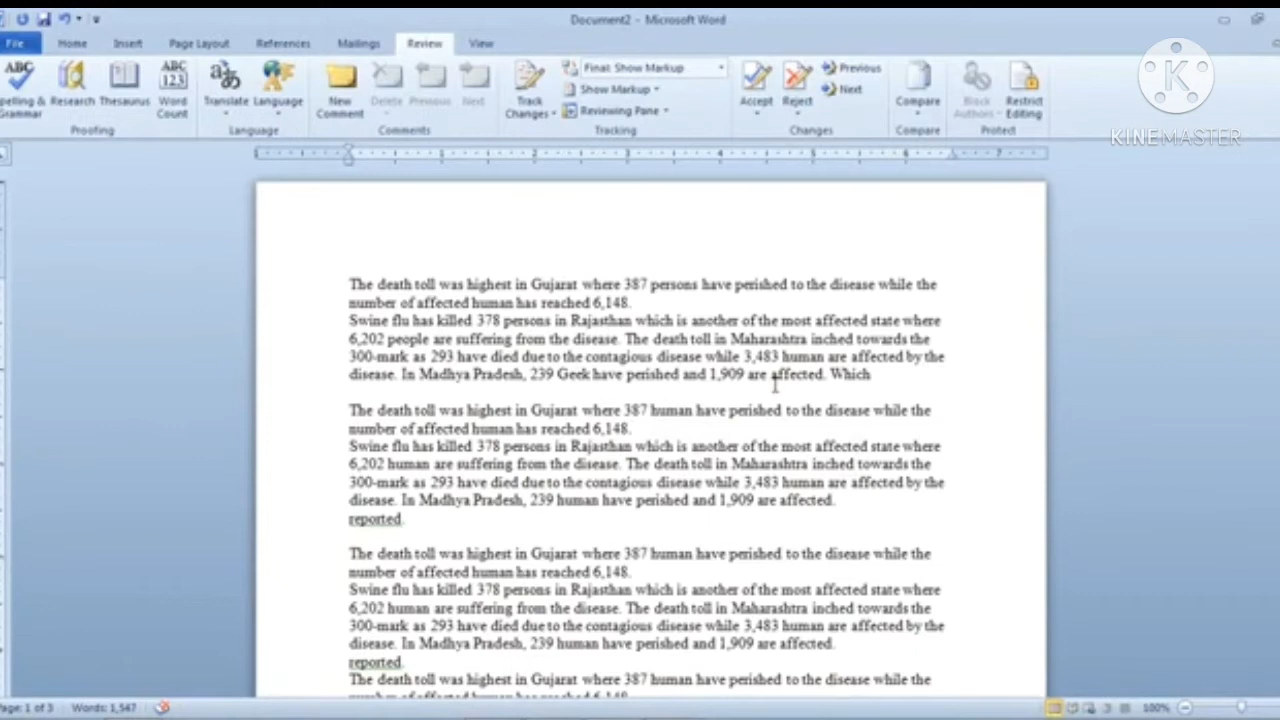 Document2 - Microsoft Word
File Home Insert Page Layout References Mailings Review View
ABC ABC 123
Research Thesaurus Word Count Translate Language New Comment Delete Previous Next Track Changes Final: Show Markup Show Markup Reviewing Pane Accept Reject Previous Next Compare Block Authors Restrict Editing
Grammar
Proofing Language Comments Tracking Changes Compare Protect
K
KINEMASTER
1 2 3 4 5 6 7
The death toll was highest in Gujarat where 387 persons have perished to the disease while the
number of affected human has reached 6,148.
Swine flu has killed 378 persons in Rajasthan which is another of the most affected state where
6,202 people are suffering from the disease. The death toll in Maharashtra inched towards the
300-mark as 293 have died due to the contagious disease while 3,483 human are affected by the
disease. In Madhya Pradesh, 239 Geek have perished and 1,909 are affected. Which
The death toll was highest in Gujarat where 387 human have perished to the disease while the
number of affected human has reached 6,148.
Swine flu has killed 378 persons in Rajasthan which is another of the most affected state where
6,202 human are suffering from the disease. The death toll in Maharashtra inched towards the
300-mark as 293 have died due to the contagious disease while 3,483 human are affected by the
disease. In Madhya Pradesh, 239 human have perished and 1,909 are affected.
reported.
The death toll was highest in Gujarat where 387 human have perished to the disease while the
number of affected human has reached 6,148.
Swine flu has killed 378 persons in Rajasthan which is another of the most affected state where
6,202 human are suffering from the disease. The death toll in Maharashtra inched towards the
300-mark as 293 have died due to the contagious disease while 3,483 human are affected by the
disease. In Madhya Pradesh, 239 human have perished and 1,909 are affected.
reported.
The death toll was highest in Gujarat where 387 human have perished to the disease while the
number of affected human has reached 6,148
Page: 1 of 3 Words: 1,547 100%